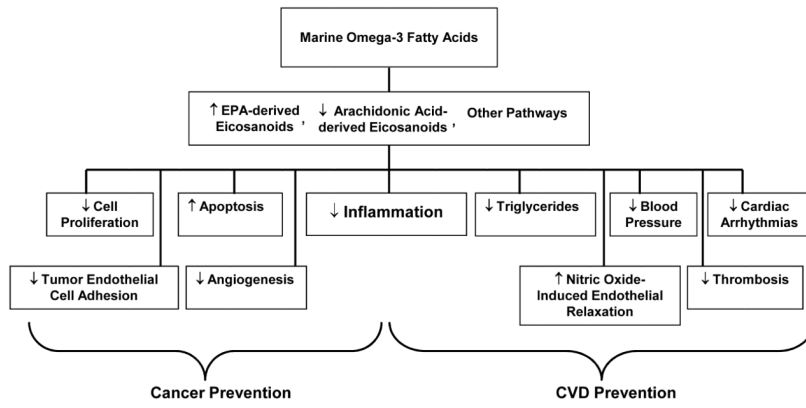 Marine Omega-3 Fatty Acids
↑ EPA-derived Eicosanoids , ↓ Arachidonic Acid-derived Eicosanoids, Other Pathways
↓ Cell
Proliferation
↑ Apoptosis
↓ Inflammation
↓ Triglycerides
↓ Blood
Pressure
↓ Cardiac
Arrhythmias
↓ Tumor Endothelial
Cell Adhesion
↓ Angiogenesis
↑ Nitric Oxide-
Induced Endothelial
Relaxation
↓ Thrombosis
Cancer Prevention
CVD Prevention